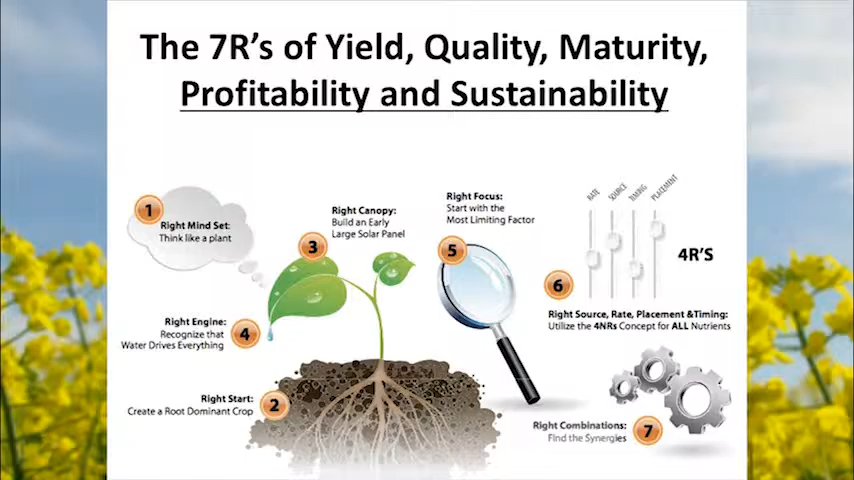 The 7R's of Yield, Quality, Maturity,
Profitability and Sustainability
1
Right Mind Set:
Think like a plant
3
Right Canopy:
Build an Early
Large Solar Panel
Right Focus:
Start with the
Most Limiting Factor
5
RATE
SOURCE
TIMING
PLACEMENT
4R'S
6
Right Source, Rate, Placement &Timing:
Utilize the 4NRs Concept for ALL Nutrients
Right Engine:
Recognize that
Water Drives Everything
4
Right Start:
Create a Root Dominant Crop
2
Right Combinations:
Find the Synergies
7